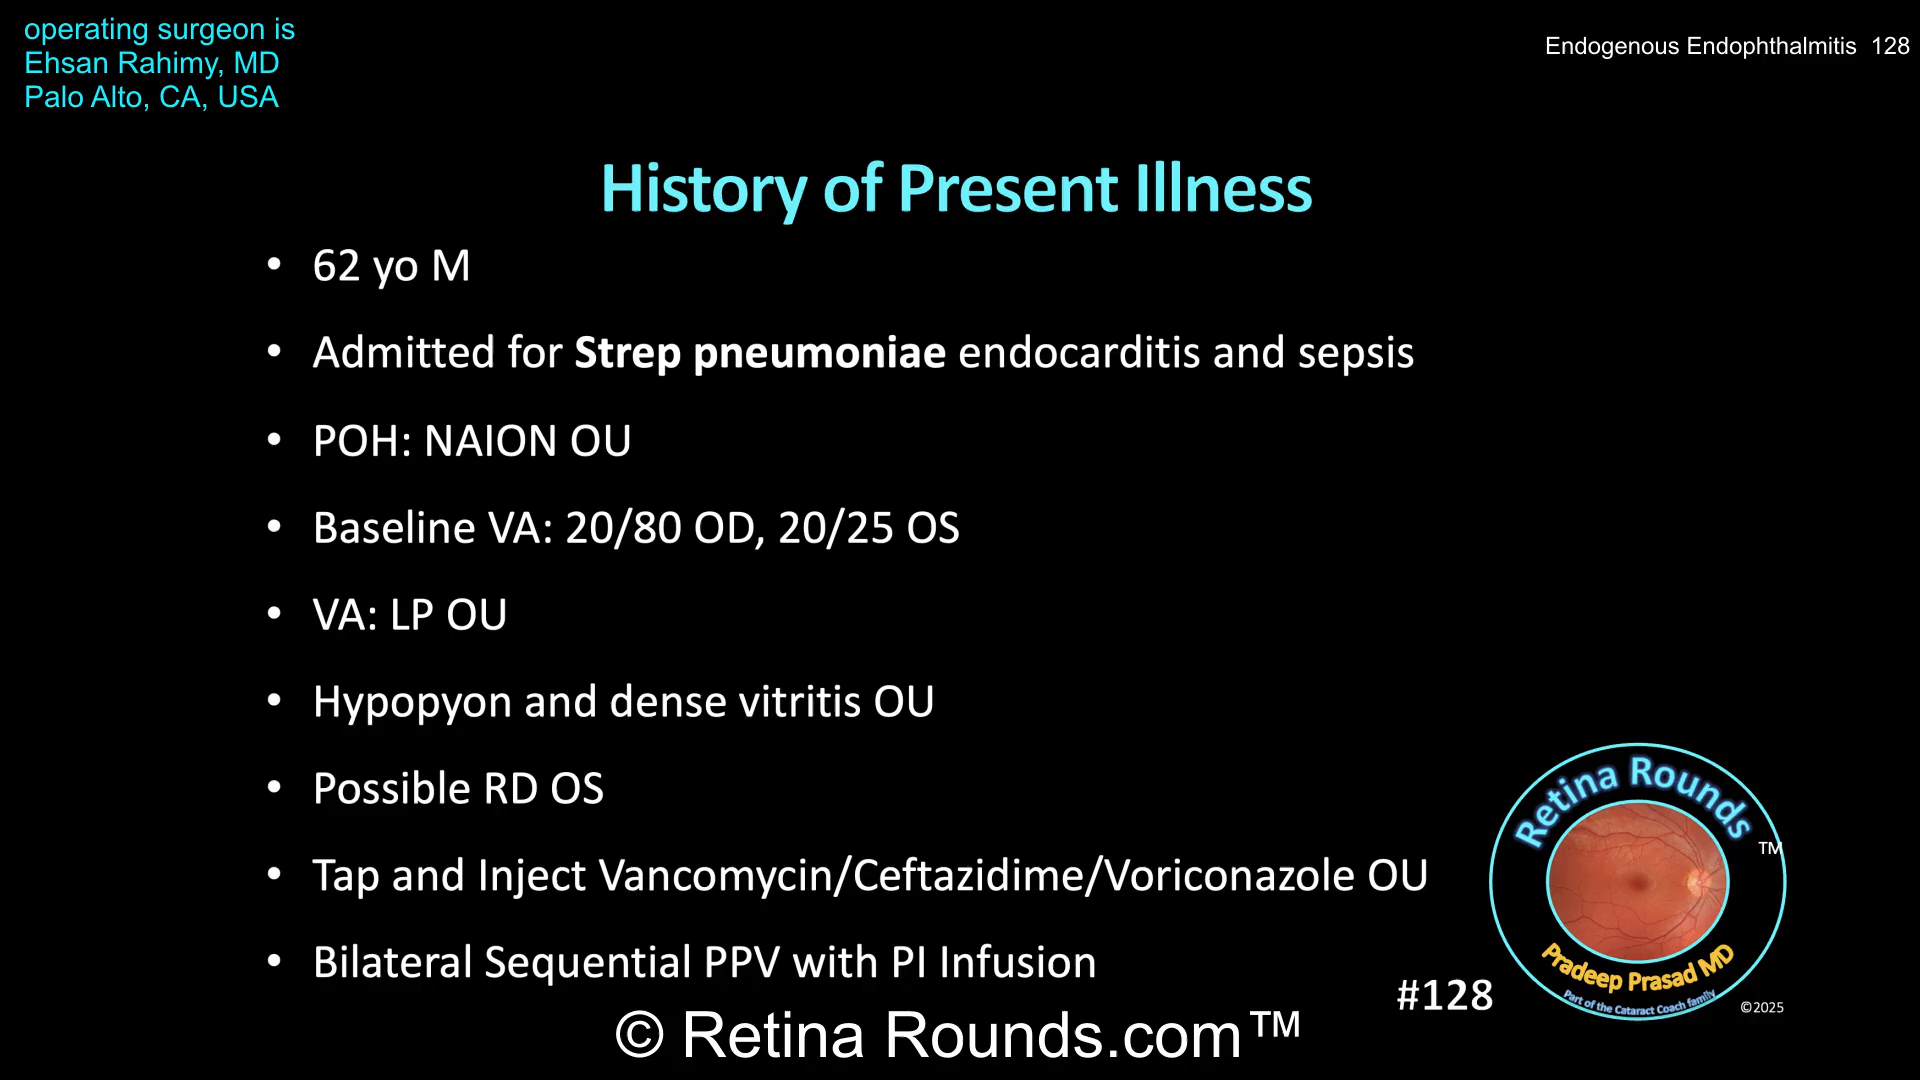 operating surgeon is
Ehsan Rahimy, MD
Palo Alto, CA, USA
Endogenous Endophthalmitis 128
History of Present Illness
• 62 yo M
• Admitted for Strep pneumoniae endocarditis and sepsis
• POH: NAION OU
• Baseline VA: 20/80 OD, 20/25 OS
• VA: LP OU
• Hypopyon and dense vitritis OU
• Possible RD OS
• Tap and Inject Vancomycin/Ceftazidime/Voriconazole OU
• Bilateral Sequential PPV with PI Infusion
Retina Rounds
TM
Pradeep Prasad MD
Part of the Cataract Coach family
#128
©2025
© Retina Rounds.com™